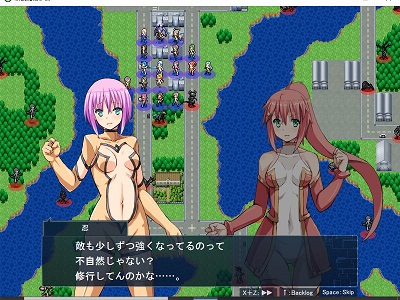 忍
敵も少しずつ強くなってるのって
不自然じゃない？
修行してんのかな……。
X+Z: ▶▶ ↑:Backlog Space: Skip